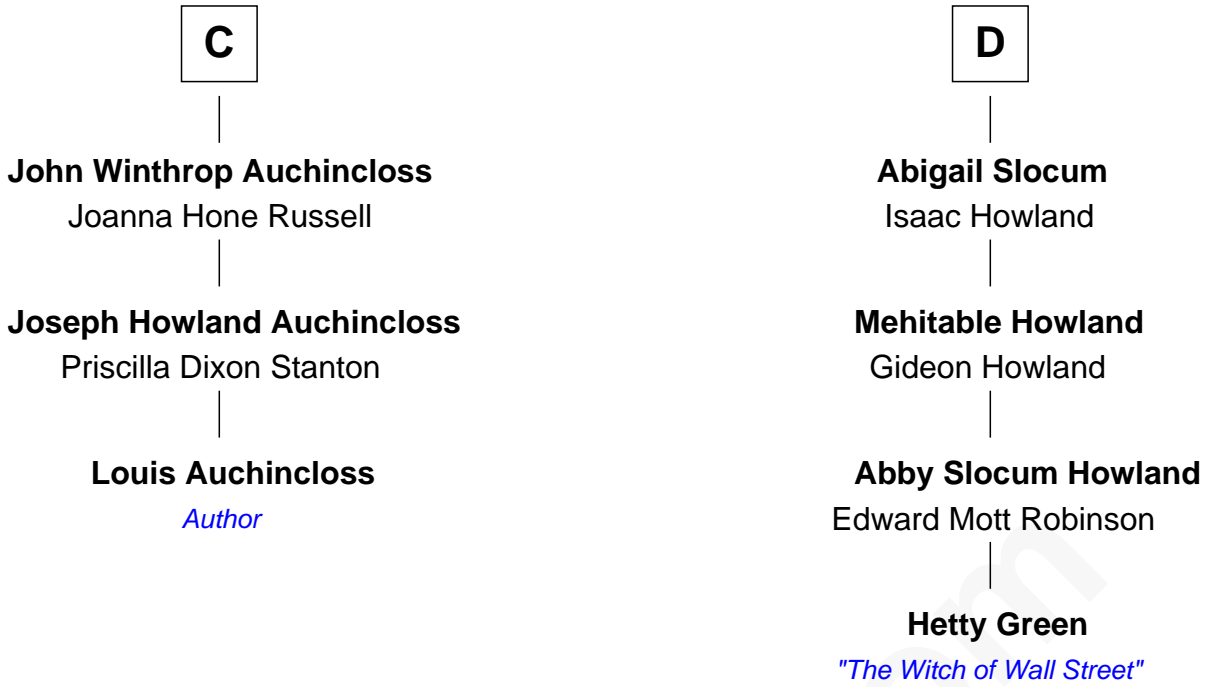 C
John Winthrop Auchincloss
Joanna Hone Russell
Joseph Howland Auchincloss
Priscilla Dixon Stanton
Louis Auchincloss
Author
D
Abigail Slocum
Isaac Howland
Mehitable Howland
Gideon Howland
Abby Slocum Howland
Edward Mott Robinson
Hetty Green
"The Witch of Wall Street"